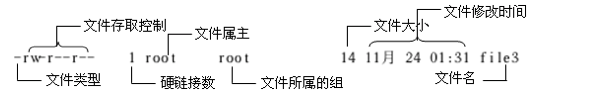 文件修改时间
文件存取控制 文件属主 文件大小
-rw-r--r-- 1 root root 14 11月 24 01:31 file3
文件类型 硬链接数 文件所属的组 文件名